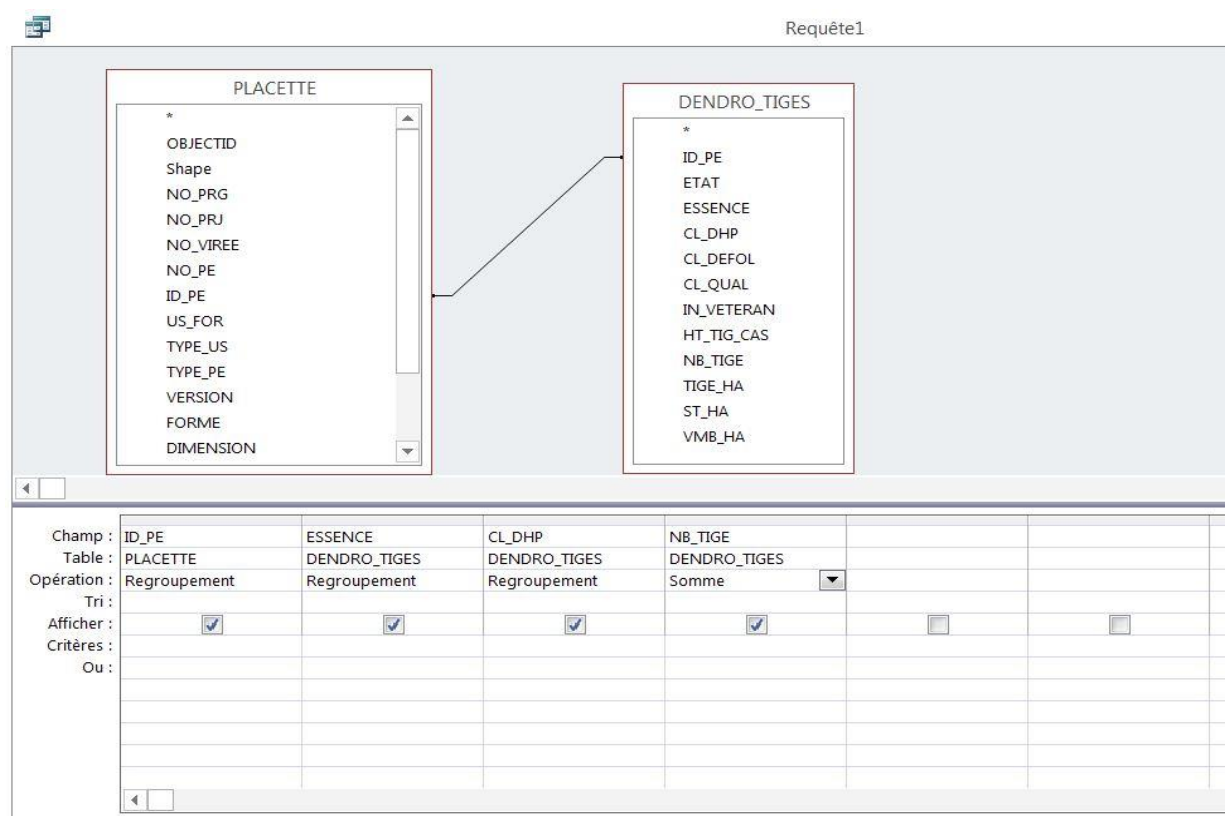 Requête1
PLACETTE
*
OBJECTID
Shape
NO_PRG
NO_PRJ
NO_VIREE
NO_PE
ID_PE
US_FOR
TYPE_US
TYPE_PE
VERSION
FORME
DIMENSION
DENDRO_TIGES
*
ID_PE
ETAT
ESSENCE
CL_DHP
CL_DEFOL
CL_QUAL
IN_VETERAN
HT_TIG_CAS
NB_TIGE
TIGE_HA
ST_HA
VMB_HA
Champ : ID_PE ESSENCE CL_DHP NB_TIGE
Table : PLACETTE DENDRO_TIGES DENDRO_TIGES DENDRO_TIGES
Opération : Regroupement Regroupement Regroupement Somme
Tri :
Afficher :
Critères :
Ou :